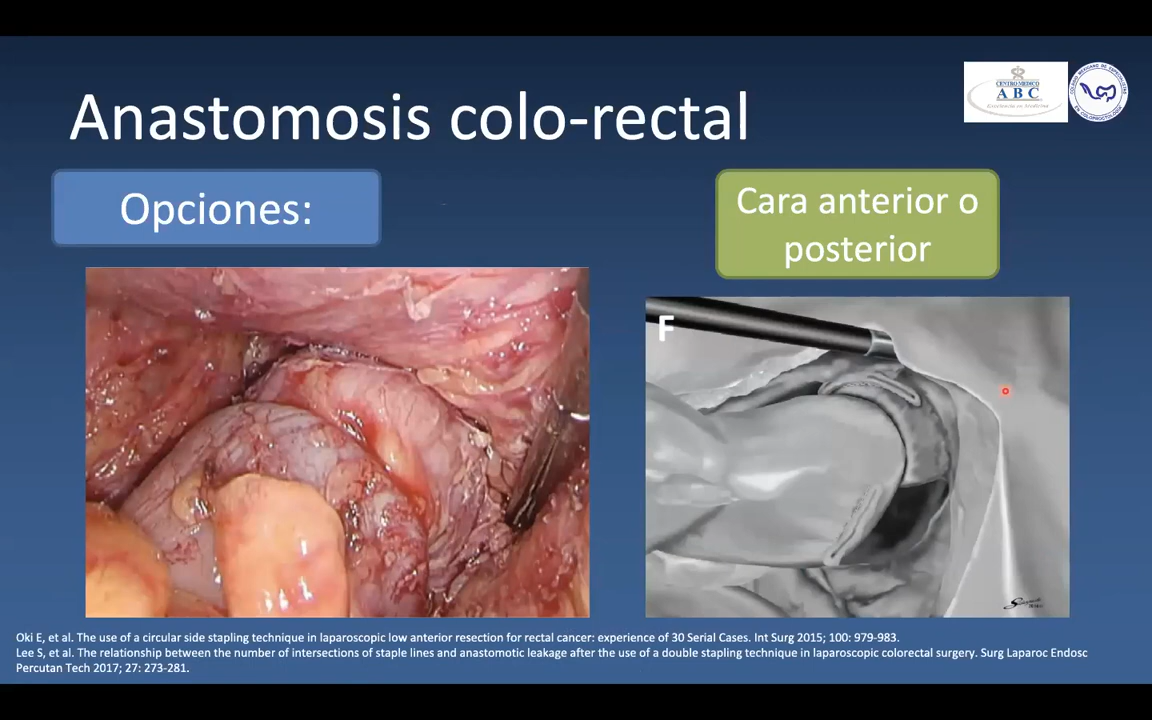 Anastomosis colo-rectal
CENTRO MEDICO
ABC
Opciones:
Cara anterior o
posterior
F
Oki E, et al. The use of a circular side stapling technique in laparoscopic low anterior resection for rectal cancer: experience of 30 Serial Cases. Int Surg 2015; 100: 979-983.
Lee S, et al. The relationship between the number of intersections of staple lines and anastomotic leakage after the use of a double stapling technique in laparoscopic colorectal surgery. Surg Laparoc Endosc
Percutan Tech 2017; 27: 273-281.